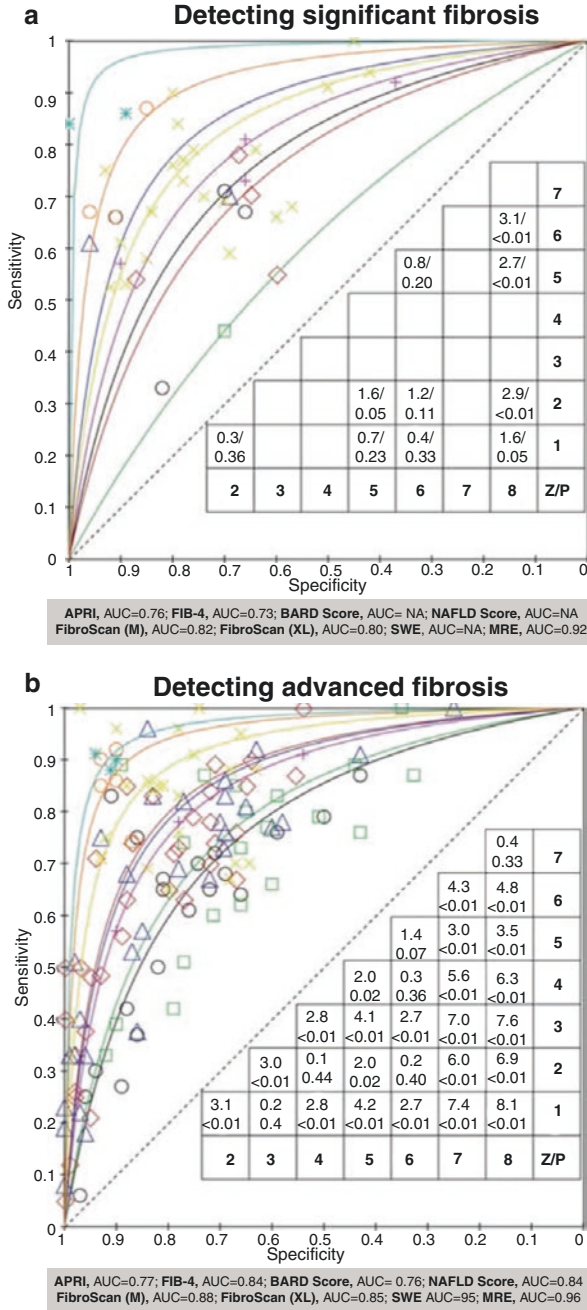 a Detecting significant fibrosis
1
0.9
0.8
0.7
0.6
0.5
0.4
0.3
0.2
0.1
0
Sensitivity
7
3.1/ 6
<0.01
0.8/ 2.7/ 5
0.20 <0.01
4
3
1.6/ 1.2/ 2.9/ 2
0.05 0.11 <0.01
0.3/ 0.7/ 0.4/ 1.6/ 1
0.36 0.23 0.33 0.05
2 3 4 5 6 7 8 Z/P
1 0.9 0.8 0.7 0.6 0.5 0.4 0.3 0.2 0.1 0
Specificity
APRI, AUC=0.76; FIB-4, AUC=0.73; BARD Score, AUC= NA; NAFLD Score, AUC=NA
FibroScan (M), AUC=0.82; FibroScan (XL), AUC=0.80; SWE, AUC=NA; MRE, AUC=0.92
b Detecting advanced fibrosis
1
0.9
0.8
0.7
0.6
0.5
0.4
0.3
0.2
0.1
0
Sensitivity
0.4 7
0.33
4.3 4.8 6
<0.01 <0.01
1.4 3.0 3.5 5
0.07 <0.01 <0.01
2.0 0.3 5.6 6.3 4
0.02 0.36 <0.01 <0.01
2.8 4.1 2.7 7.0 7.6 3
<0.01 <0.01 <0.01 <0.01 <0.01
3.0 0.1 2.0 0.2 6.0 6.9 2
<0.01 0.44 0.02 0.40 <0.01 <0.01
3.1 0.2 2.8 4.2 2.7 7.4 8.1 1
<0.01 0.4 <0.01 <0.01 <0.01 <0.01 <0.01
2 3 4 5 6 7 8 Z/P
1 0.9 0.8 0.7 0.6 0.5 0.4 0.3 0.2 0.1 0
Specificity
APRI, AUC=0.77; FIB-4, AUC=0.84; BARD Score, AUC= 0.76; NAFLD Score, AUC=0.84
FibroScan (M), AUC=0.88; FibroScan (XL), AUC=0.85; SWE AUC=95; MRE, AUC=0.96